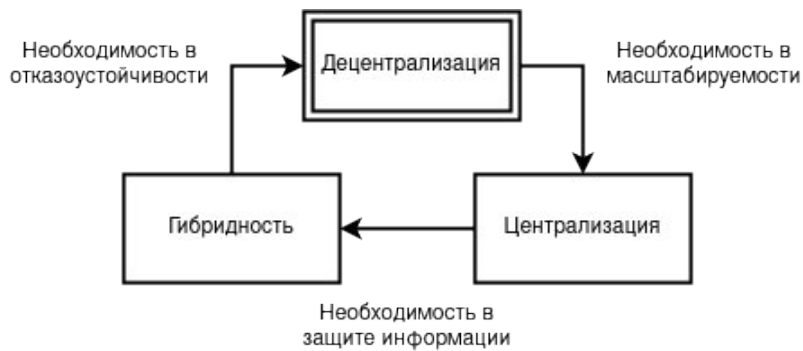 Необходимость в
отказоустойчивости
Децентрализация
Необходимость в
масштабируемости
Гибридность
Централизация
Необходимость в
защите информации